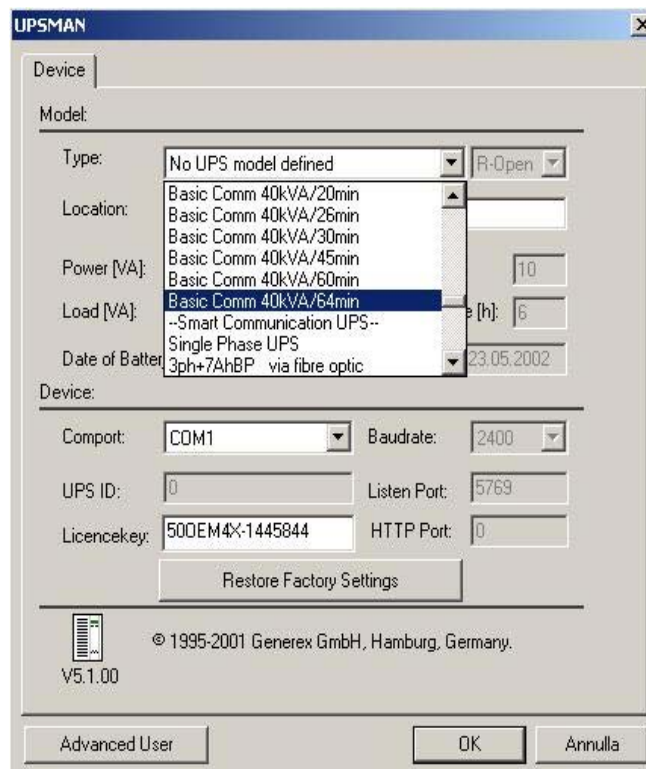 UPSMAN
Device
Model:
Type: No UPS model defined R-Open
Basic Comm 40kVA/20min
Location: Basic Comm 40kVA/26min
Basic Comm 40kVA/30min
Basic Comm 40kVA/45min
Power [VA]: Basic Comm 40kVA/60min 10
Load [VA]: Basic Comm 40kVA/64min [h]: 6
--Smart Communication UPS--
Single Phase UPS
Date of 3ph+7AhBP via fibre optic 23.05.2002
Device:
Comport: COM1 Baudrate: 2400
UPS ID: 0 Listen Port: 5769
Licencekey: 500EM4X-1445844 HTTP Port: 0
Restore Factory Settings
© 1995-2001 Generex GmbH, Hamburg, Germany.
V5.1.00
Advanced User OK Annulla